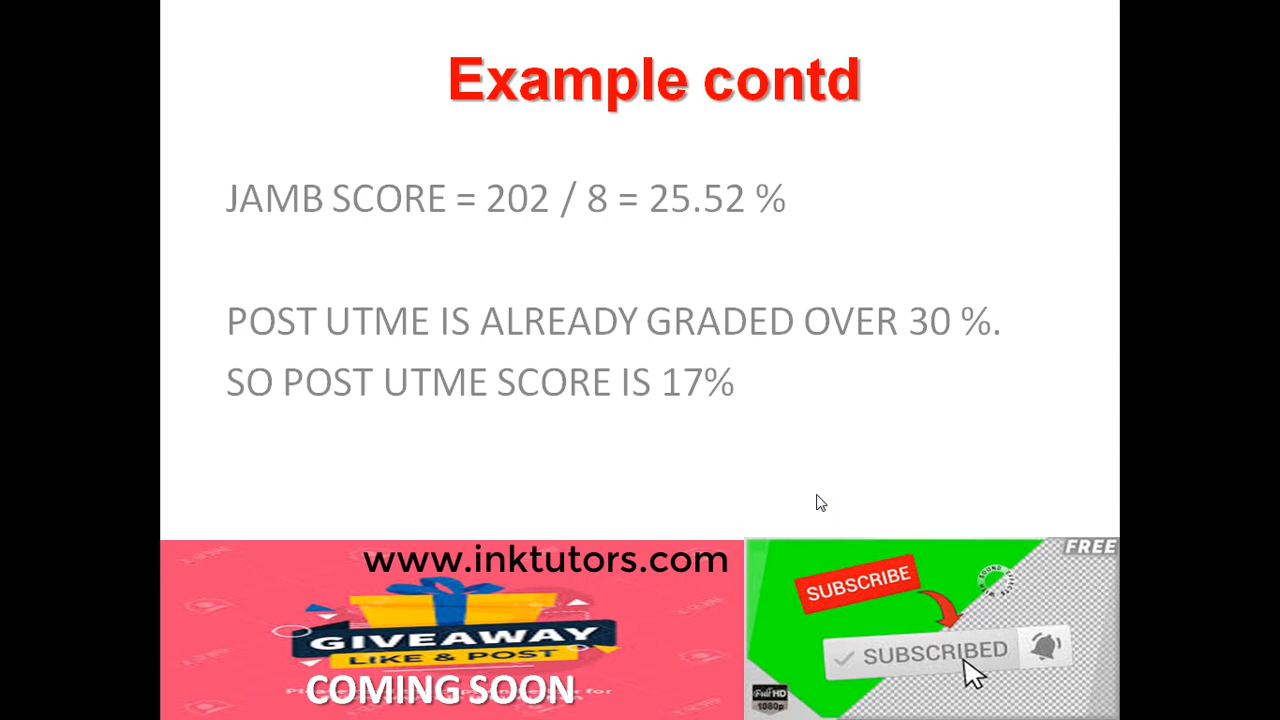 Example contd
JAMB SCORE = 202 / 8 = 25.52 %
POST UTME IS ALREADY GRADED OVER 30 %.
SO POST UTME SCORE IS 17%
www.inktutors.com
GIVEAWAY
LIKE & POST
COMING SOON
FREE
SUBSCRIBE
SUBSCRIBED
Full HD
1080p